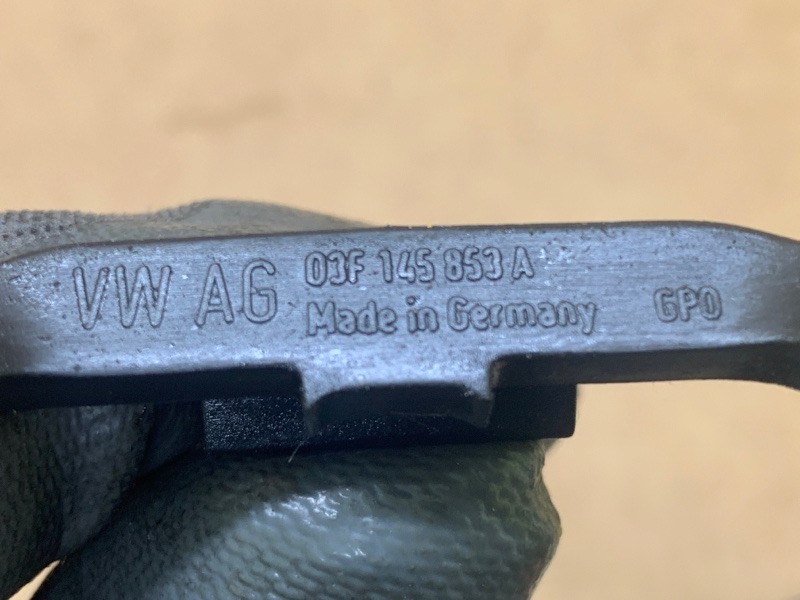 VW AG
03F 145 853 A
Made in Germany
GPO